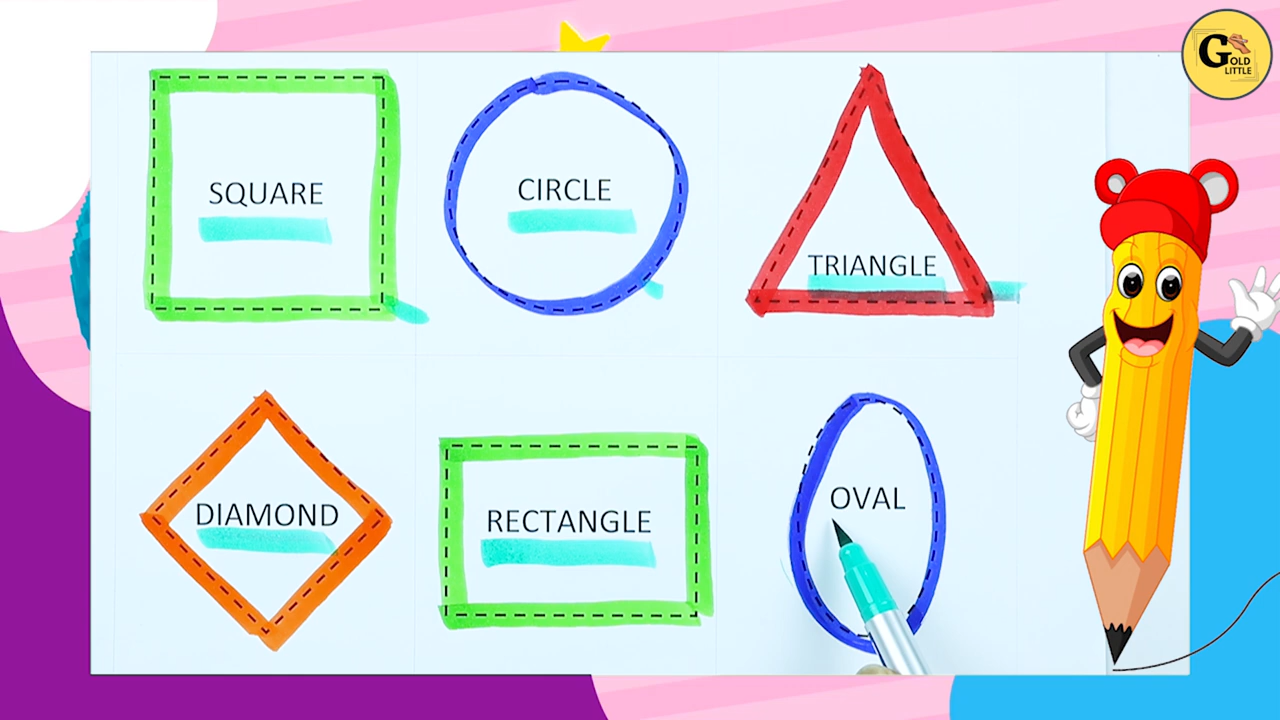 GOLD
LITTLE
SQUARE
CIRCLE
TRIANGLE
DIAMOND
RECTANGLE
OVAL